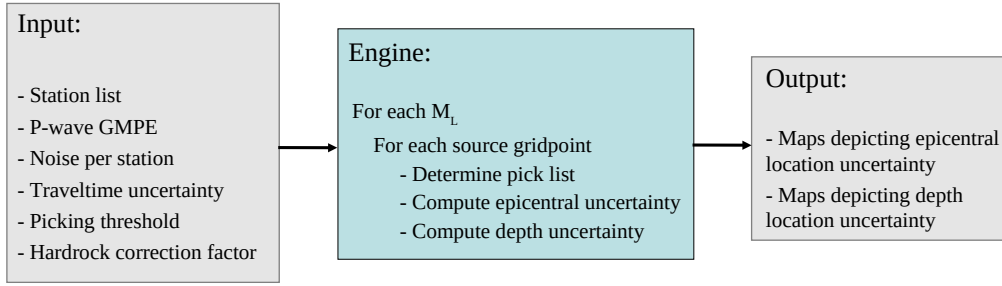 Input:
- Station list
- P-wave GMPE
- Noise per station
- Traveltime uncertainty
- Picking threshold
- Hardrock correction factor
Engine:
For each M_L
For each source gridpoint
- Determine pick list
- Compute epicentral uncertainty
- Compute depth uncertainty
Output:
- Maps depicting epicentral
location uncertainty
- Maps depicting depth
location uncertainty